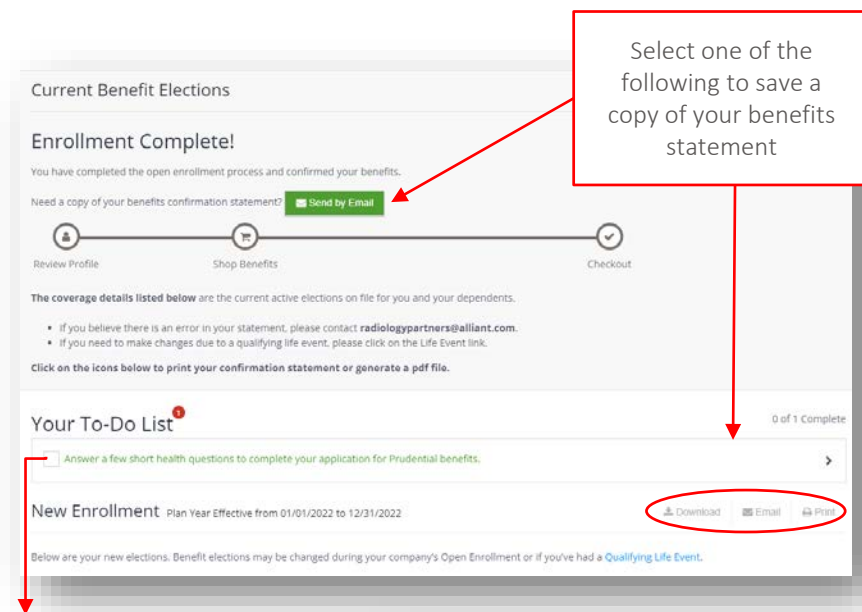 Select one of the
following to save a
copy of your benefits
statement
Current Benefit Elections
Enrollment Complete!
You have completed the open enrollment process and confirmed your benefits.
Need a copy of your benefits confirmation statement? Send by Email
Review Profile Shop Benefits Checkout
The coverage details listed below are the current active elections on file for you and your dependents.
• If you believe there is an error in your statement, please contact radiologypartners@alliant.com.
• If you need to make changes due to a qualifying life event, please click on the Life Event link.
Click on the icons below to print your confirmation statement or generate a pdf file.
Your To-Do List 1 0 of 1 Complete
Answer a few short health questions to complete your application for Prudential benefits.
New Enrollment Plan Year Effective from 01/01/2022 to 12/31/2022 Download Email Print
Below are your new elections. Benefit elections may be changed during your company's Open Enrollment or if you've had a Qualifying Life Event.